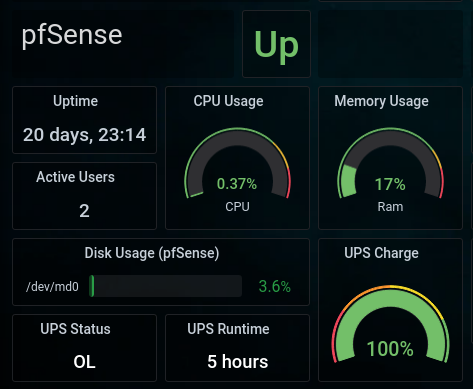 pfSense
Up
Uptime
20 days, 23:14
CPU Usage
0.37%
CPU
Memory Usage
17%
Ram
Active Users
2
Disk Usage (pfSense)
/dev/md0
3.6%
UPS Charge
100%
UPS Status
OL
UPS Runtime
5 hours